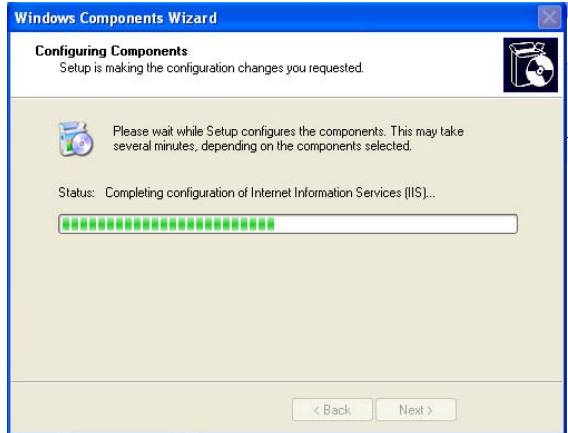 Windows Components Wizard
Configuring Components
Setup is making the configuration changes you requested.
Please wait while Setup configures the components. This may take
several minutes, depending on the components selected.
Status: Completing configuration of Internet Information Services (IIS)...
< Back Next >